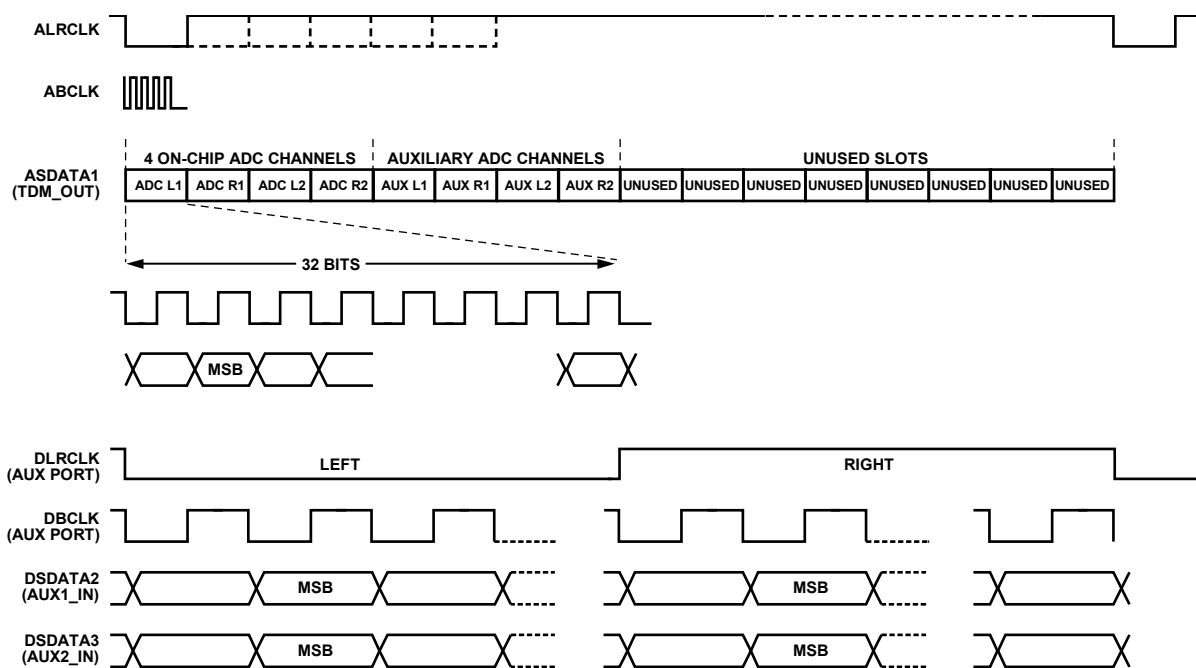 ALRCLK
ABCLK
4 ON-CHIP ADC CHANNELS AUXILIARY ADC CHANNELS UNUSED SLOTS
ASDATA1
(TDM_OUT)
ADC L1 ADC R1 ADC L2 ADC R2 AUX L1 AUX R1 AUX L2 AUX R2 UNUSED UNUSED UNUSED UNUSED UNUSED UNUSED UNUSED UNUSED
32 BITS
MSB
DLRCLK
(AUX PORT)
LEFT RIGHT
DBCLK
(AUX PORT)
DSDATA2
(AUX1_IN)
MSB MSB
DSDATA3
(AUX2_IN)
MSB MSB